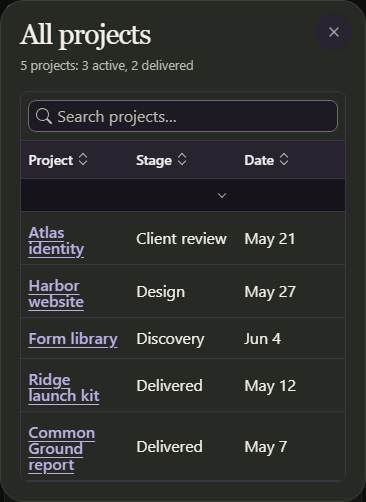 All projects
5 projects: 3 active, 2 delivered
Search projects...
Project Stage Date
Atlas identity Client review May 21
Harbor website Design May 27
Form library Discovery Jun 4
Ridge launch kit Delivered May 12
Common Ground report Delivered May 7